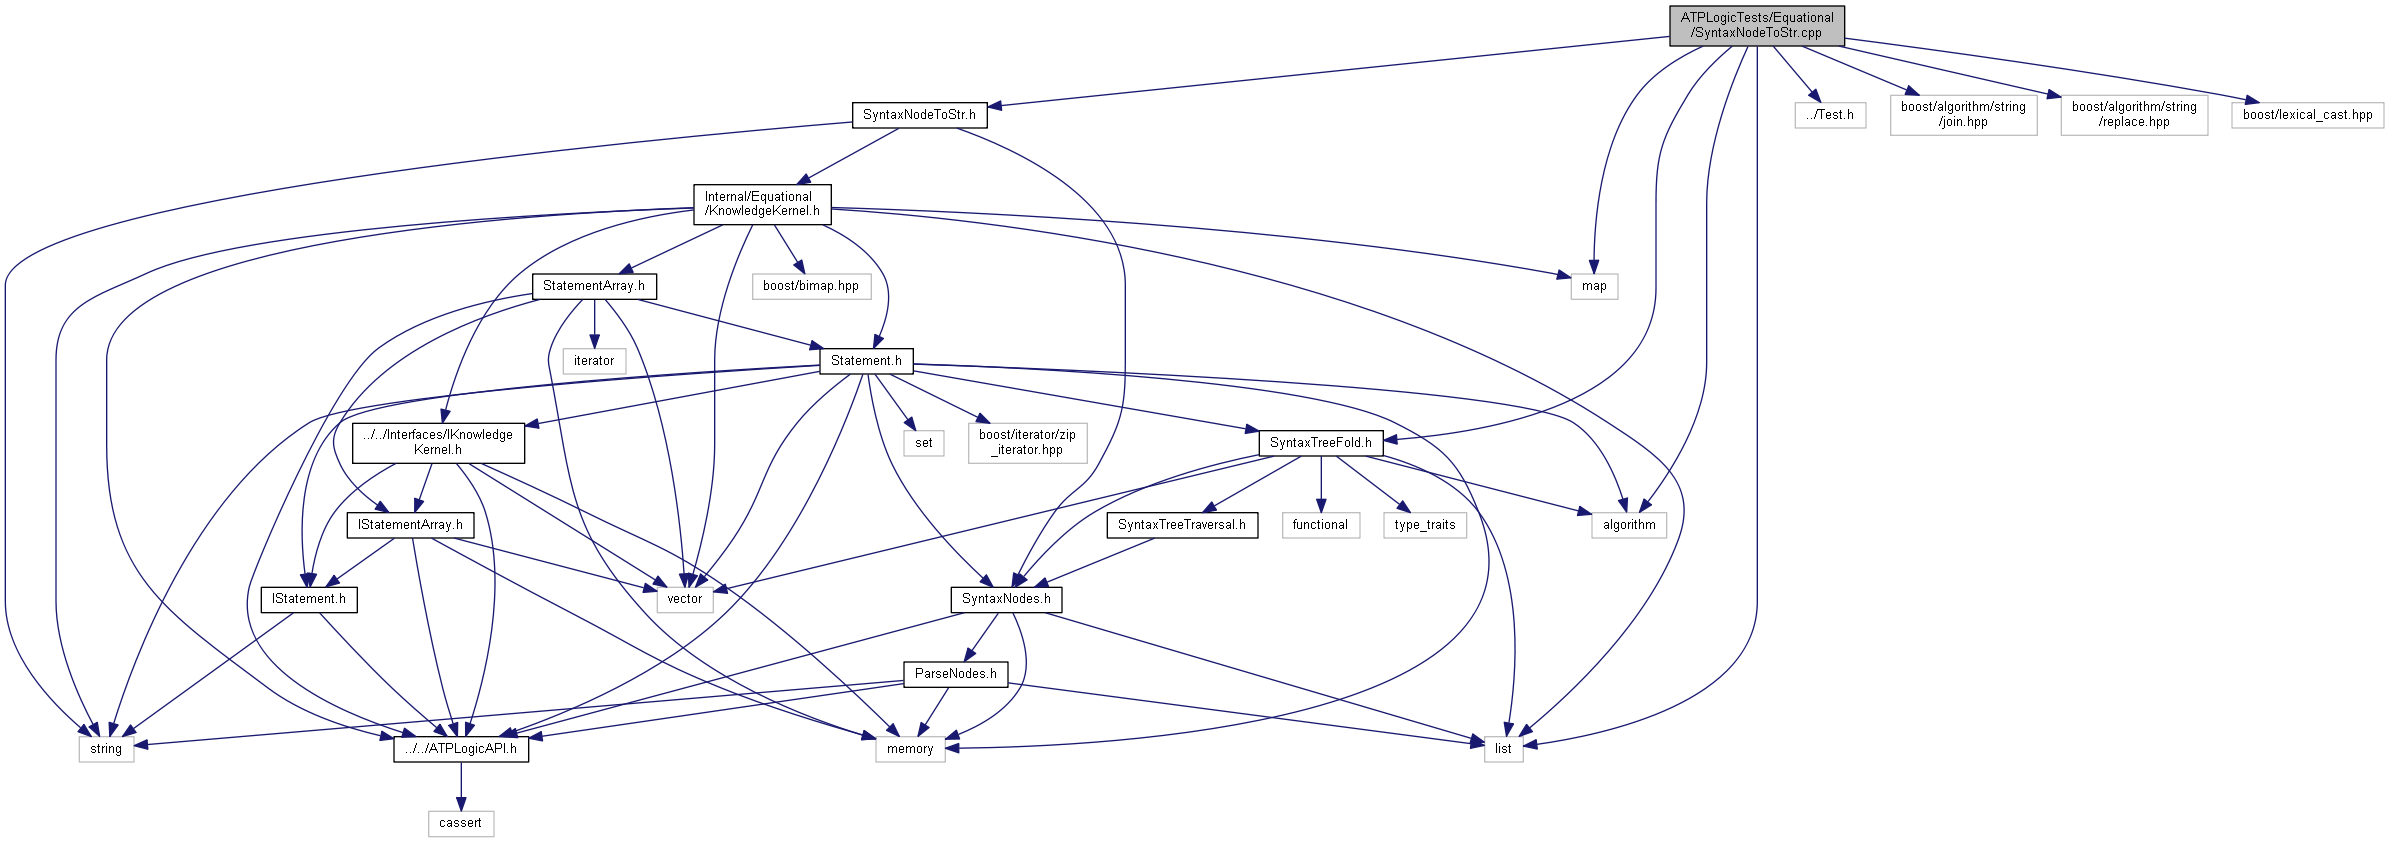 ATPLogicTests/Equational
/SyntaxNodeToStr.cpp
SyntaxNodeToStr.h
../Test.h
boost/algorithm/string
/join.hpp
boost/algorithm/string
/replace.hpp
boost/lexical_cast.hpp
Internal/Equational
/KnowledgeKernel.h
StatementArray.h
boost/bimap.hpp
map
iterator
Statement.h
../../Interfaces/IKnowledge
Kernel.h
set
boost/iterator/zip
_iterator.hpp
SyntaxTreeFold.h
IStatementArray.h
SyntaxTreeTraversal.h
functional
type_traits
algorithm
IStatement.h
vector
SyntaxNodes.h
ParseNodes.h
string
../../ATPLogicAPI.h
memory
list
cassert